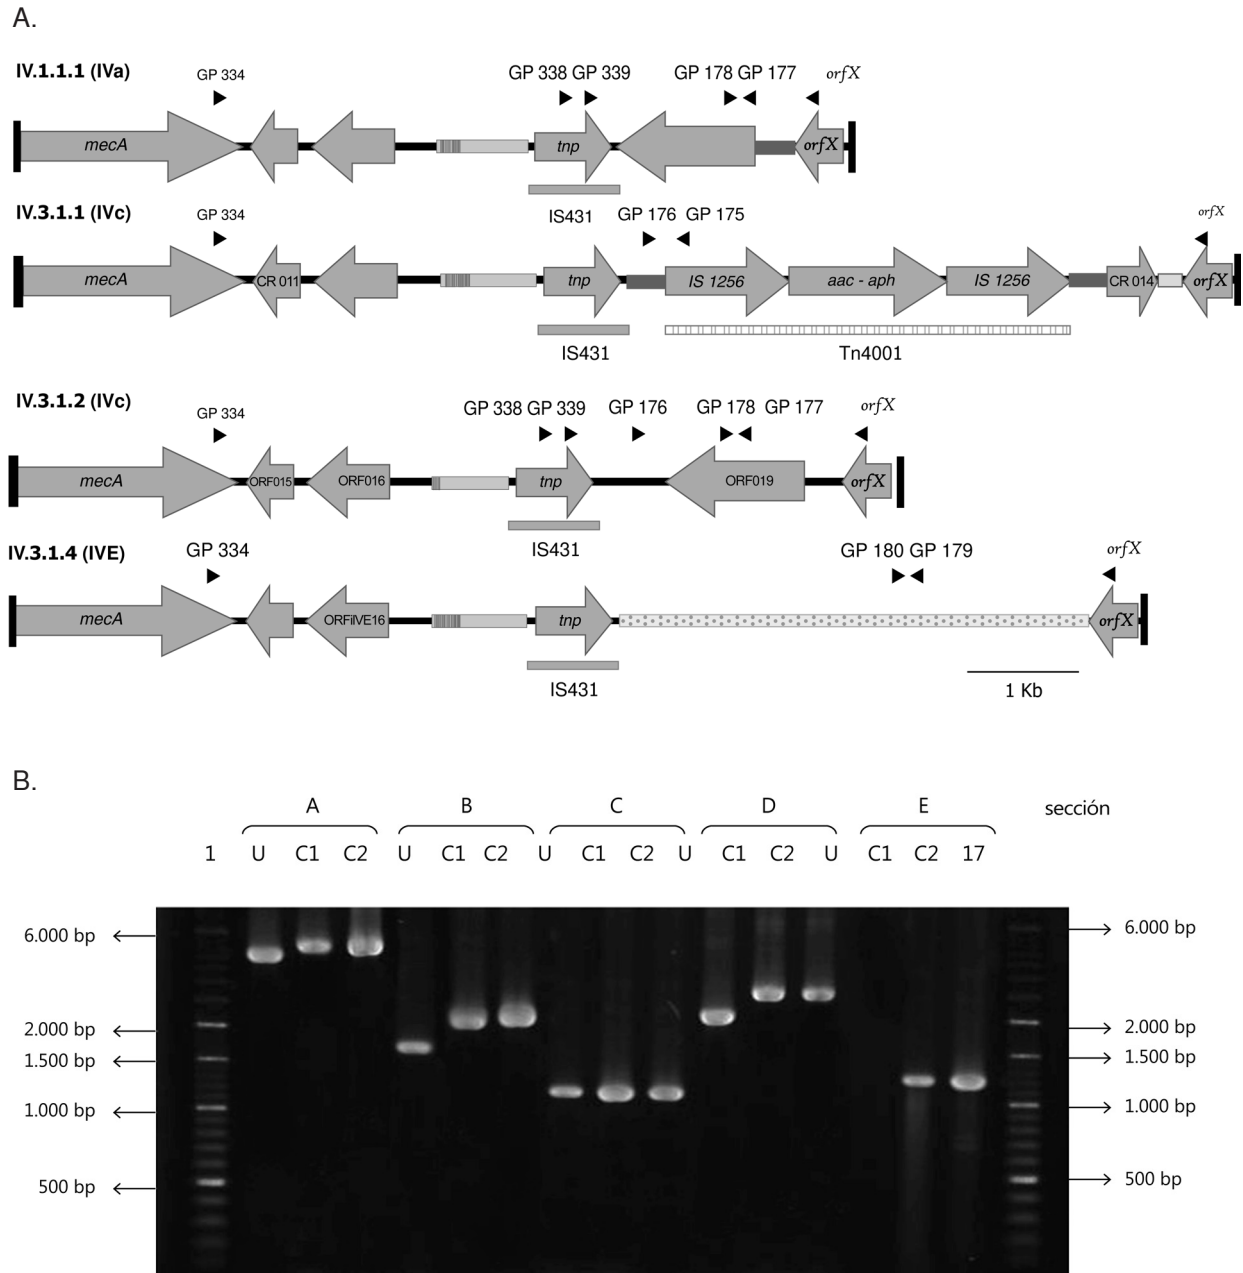 A.
IV.1.1.1 (IVa)
GP 334
GP 338 GP 339
GP 178 GP 177
orfX
mecA
tnp
orfX
IS431
IV.3.1.1 (IVc)
GP 334
GP 176 GP 175
orfX
mecA
CR 011
tnp
IS 1256
aac - aph
IS 1256
CR 014
orfX
IS431
Tn4001
IV.3.1.2 (IVc)
GP 334
GP 338 GP 339
GP 176
GP 178
GP 177
orfX
mecA
ORF015
ORF016
tnp
ORF019
orfX
IS431
IV.3.1.4 (IVE)
GP 334
GP 180 GP 179
orfX
mecA
ORFiIVE16
tnp
orfX
IS431
1 Kb
B.
A B C D E sección
1 U C1 C2 U C1 C2 U C1 C2 U C1 C2 U C1 C2 17
6.000 bp 6.000 bp
2.000 bp 2.000 bp
1.500 bp 1.500 bp
1.000 bp 1.000 bp
500 bp 500 bp